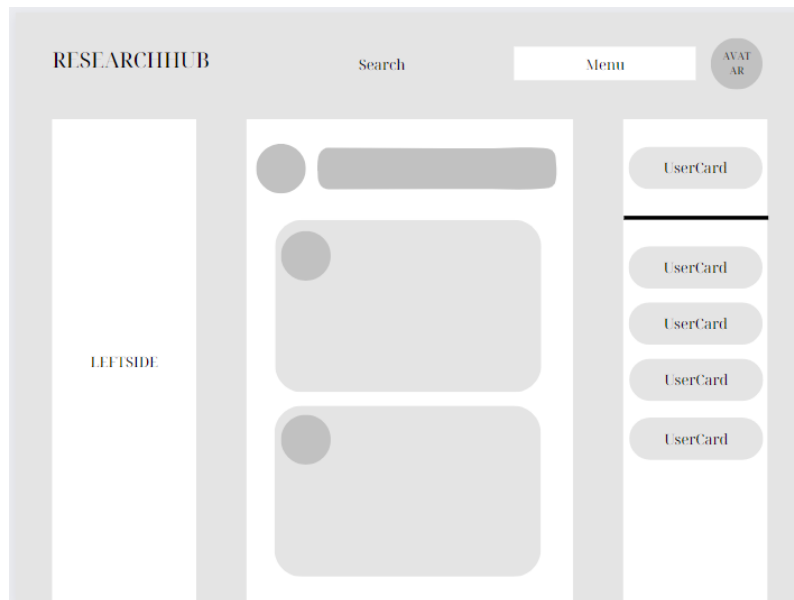 RESEARCHHUB
Search
Menu
AVAT
AR
UserCard
UserCard
UserCard
UserCard
UserCard
LEFTSIDE